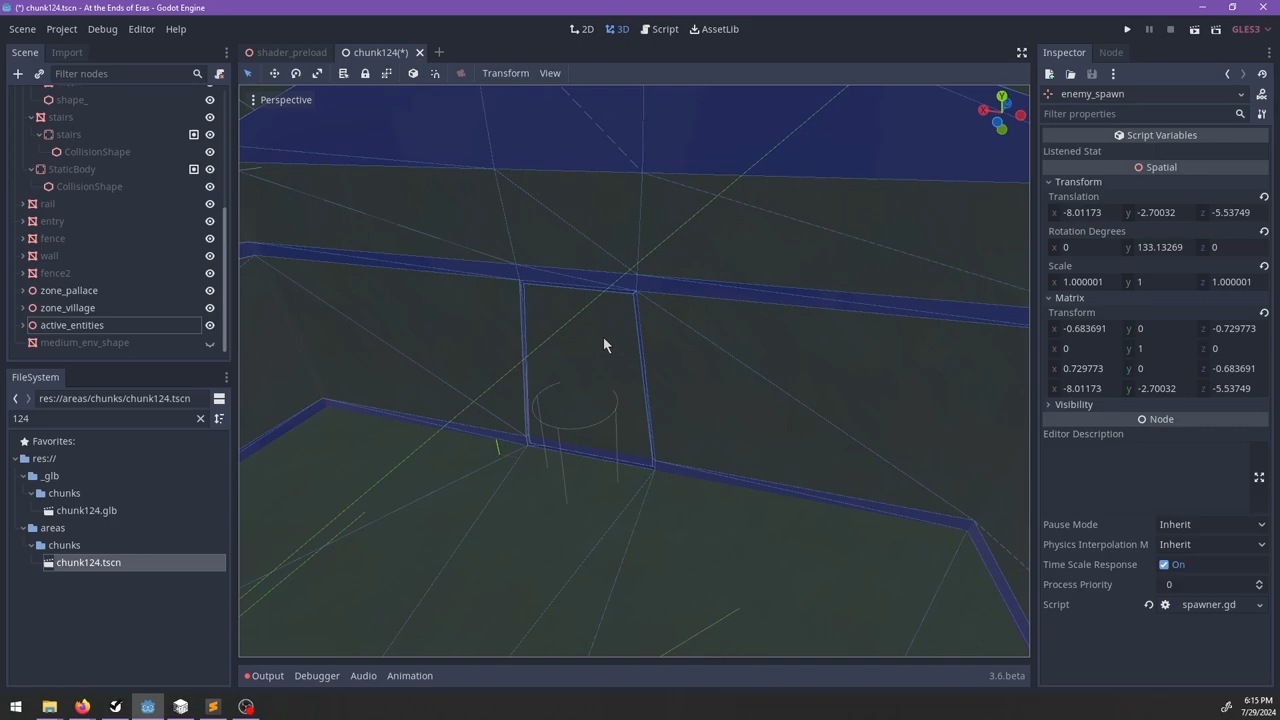 (*) chunk124.tscn - At the Ends of Eras - Godot Engine
Scene Project Debug Editor Help
2D 3D Script AssetLib
GLES3
Scene Import
Filter nodes
shape_
stairs
stairs
CollisionShape
StaticBody
CollisionShape
rail
entry
fence
wall
fence2
zone_pallace
zone_village
active_entities
medium_env_shape
FileSystem
res://areas/chunks/chunk124.tscn
124
Favorites:
res://
_glb
chunks
chunk124.glb
areas
chunks
chunk124.tscn
shader_preload chunk124(*)
Transform View
Perspective
Y
X
Z
Output Debugger Audio Animation 3.6.beta
Inspector Node
enemy_spawn
Filter properties
Script Variables
Listened Stat
Spatial
Transform
Translation
x -8.01173 y -2.70032 z -5.53749
Rotation Degrees
x 0 y 133.13269 z 0
Scale
x 1.000001 y 1 z 1.000001
Matrix
Transform
x -0.683691 y 0 z -0.729773
x 0 y 1 z 0
x 0.729773 y 0 z -0.683691
x -8.01173 y -2.70032 z -5.53749
Visibility
Node
Editor Description
Pause Mode Inherit
Physics Interpolation M Inherit
Time Scale Response On
Process Priority 0
Script spawner.gd
6:15 PM
7/29/2024